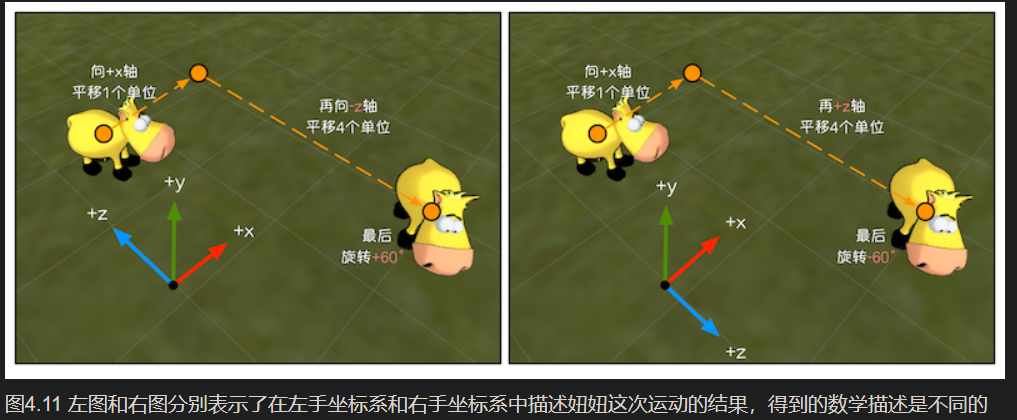 向+x轴
平移1个单位
再向-z轴
平移4个单位
+y
+z
+x
最后
旋转+60°
向+x轴
平移1个单位
再+z轴
平移4个单位
+y
+x
最后
旋转-60°
+z
图4.11 左图和右图分别表示了在左手坐标系和右手坐标系中描述妞妞这次运动的结果，得到的数学描述是不同的